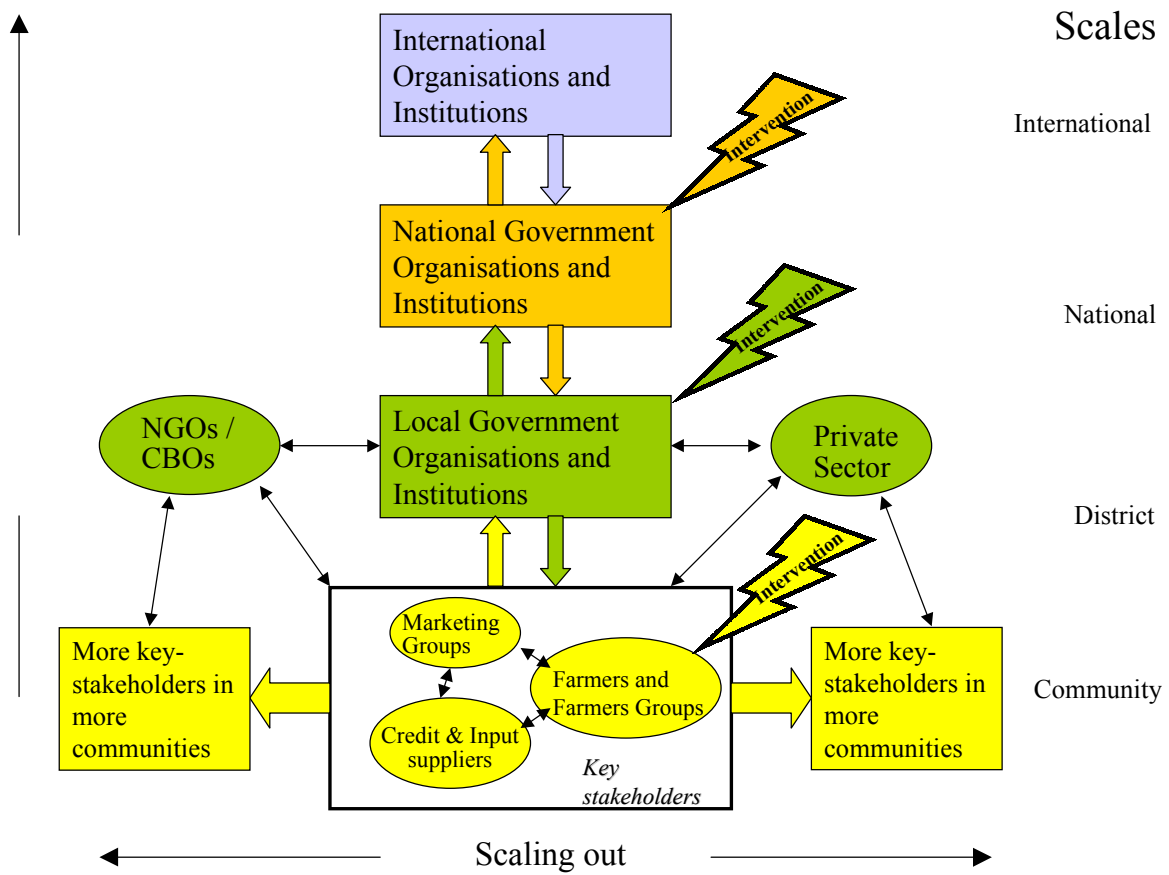 Scales
International
Organisations and
Institutions
Intervention
International
National Government
Organisations and
Institutions
Intervention
National
NGOs /
CBOs
Local Government
Organisations and
Institutions
Private
Sector
District
Intervention
More key-
stakeholders in
more
communities
Marketing
Groups
Farmers and
Farmers Groups
Credit & Input
suppliers
Key
stakeholders
More key-
stakeholders in
more
communities
Community
Scaling out